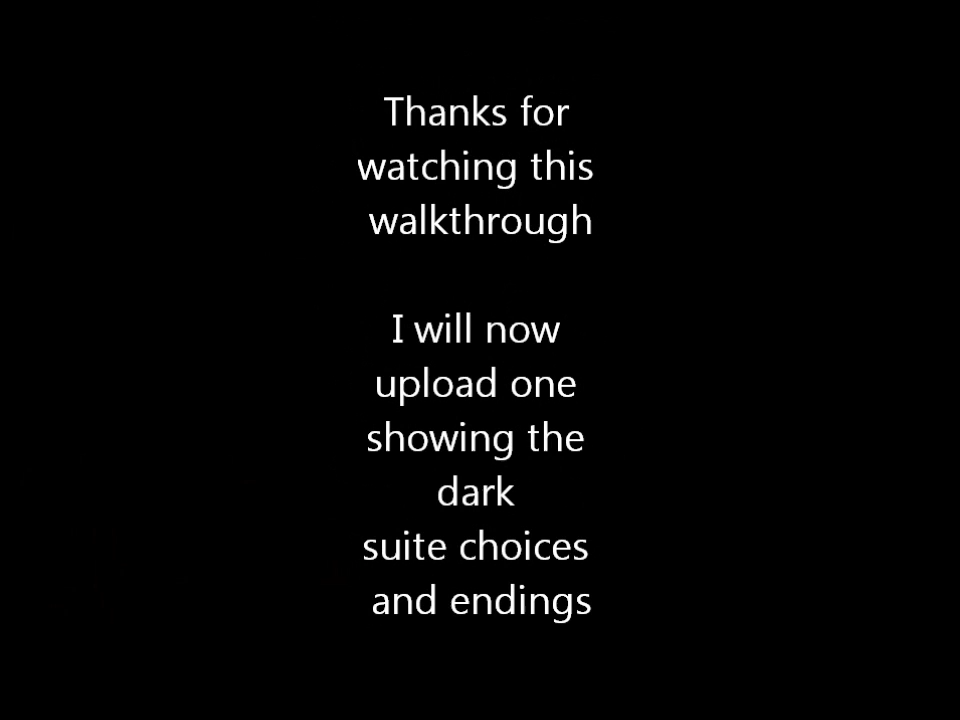 Thanks for
watching this
walkthrough
I will now
upload one
showing the
dark
suite choices
and endings